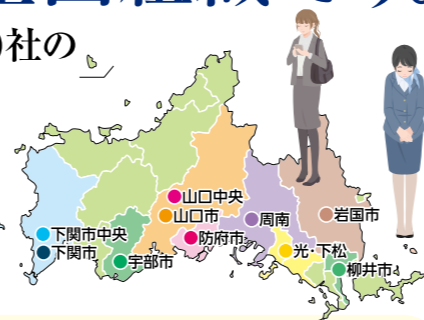 社の
山口中央
山口市
周南
岩国市
下関市中央
下関市
防府市
光・下松
宇部市
柳井市